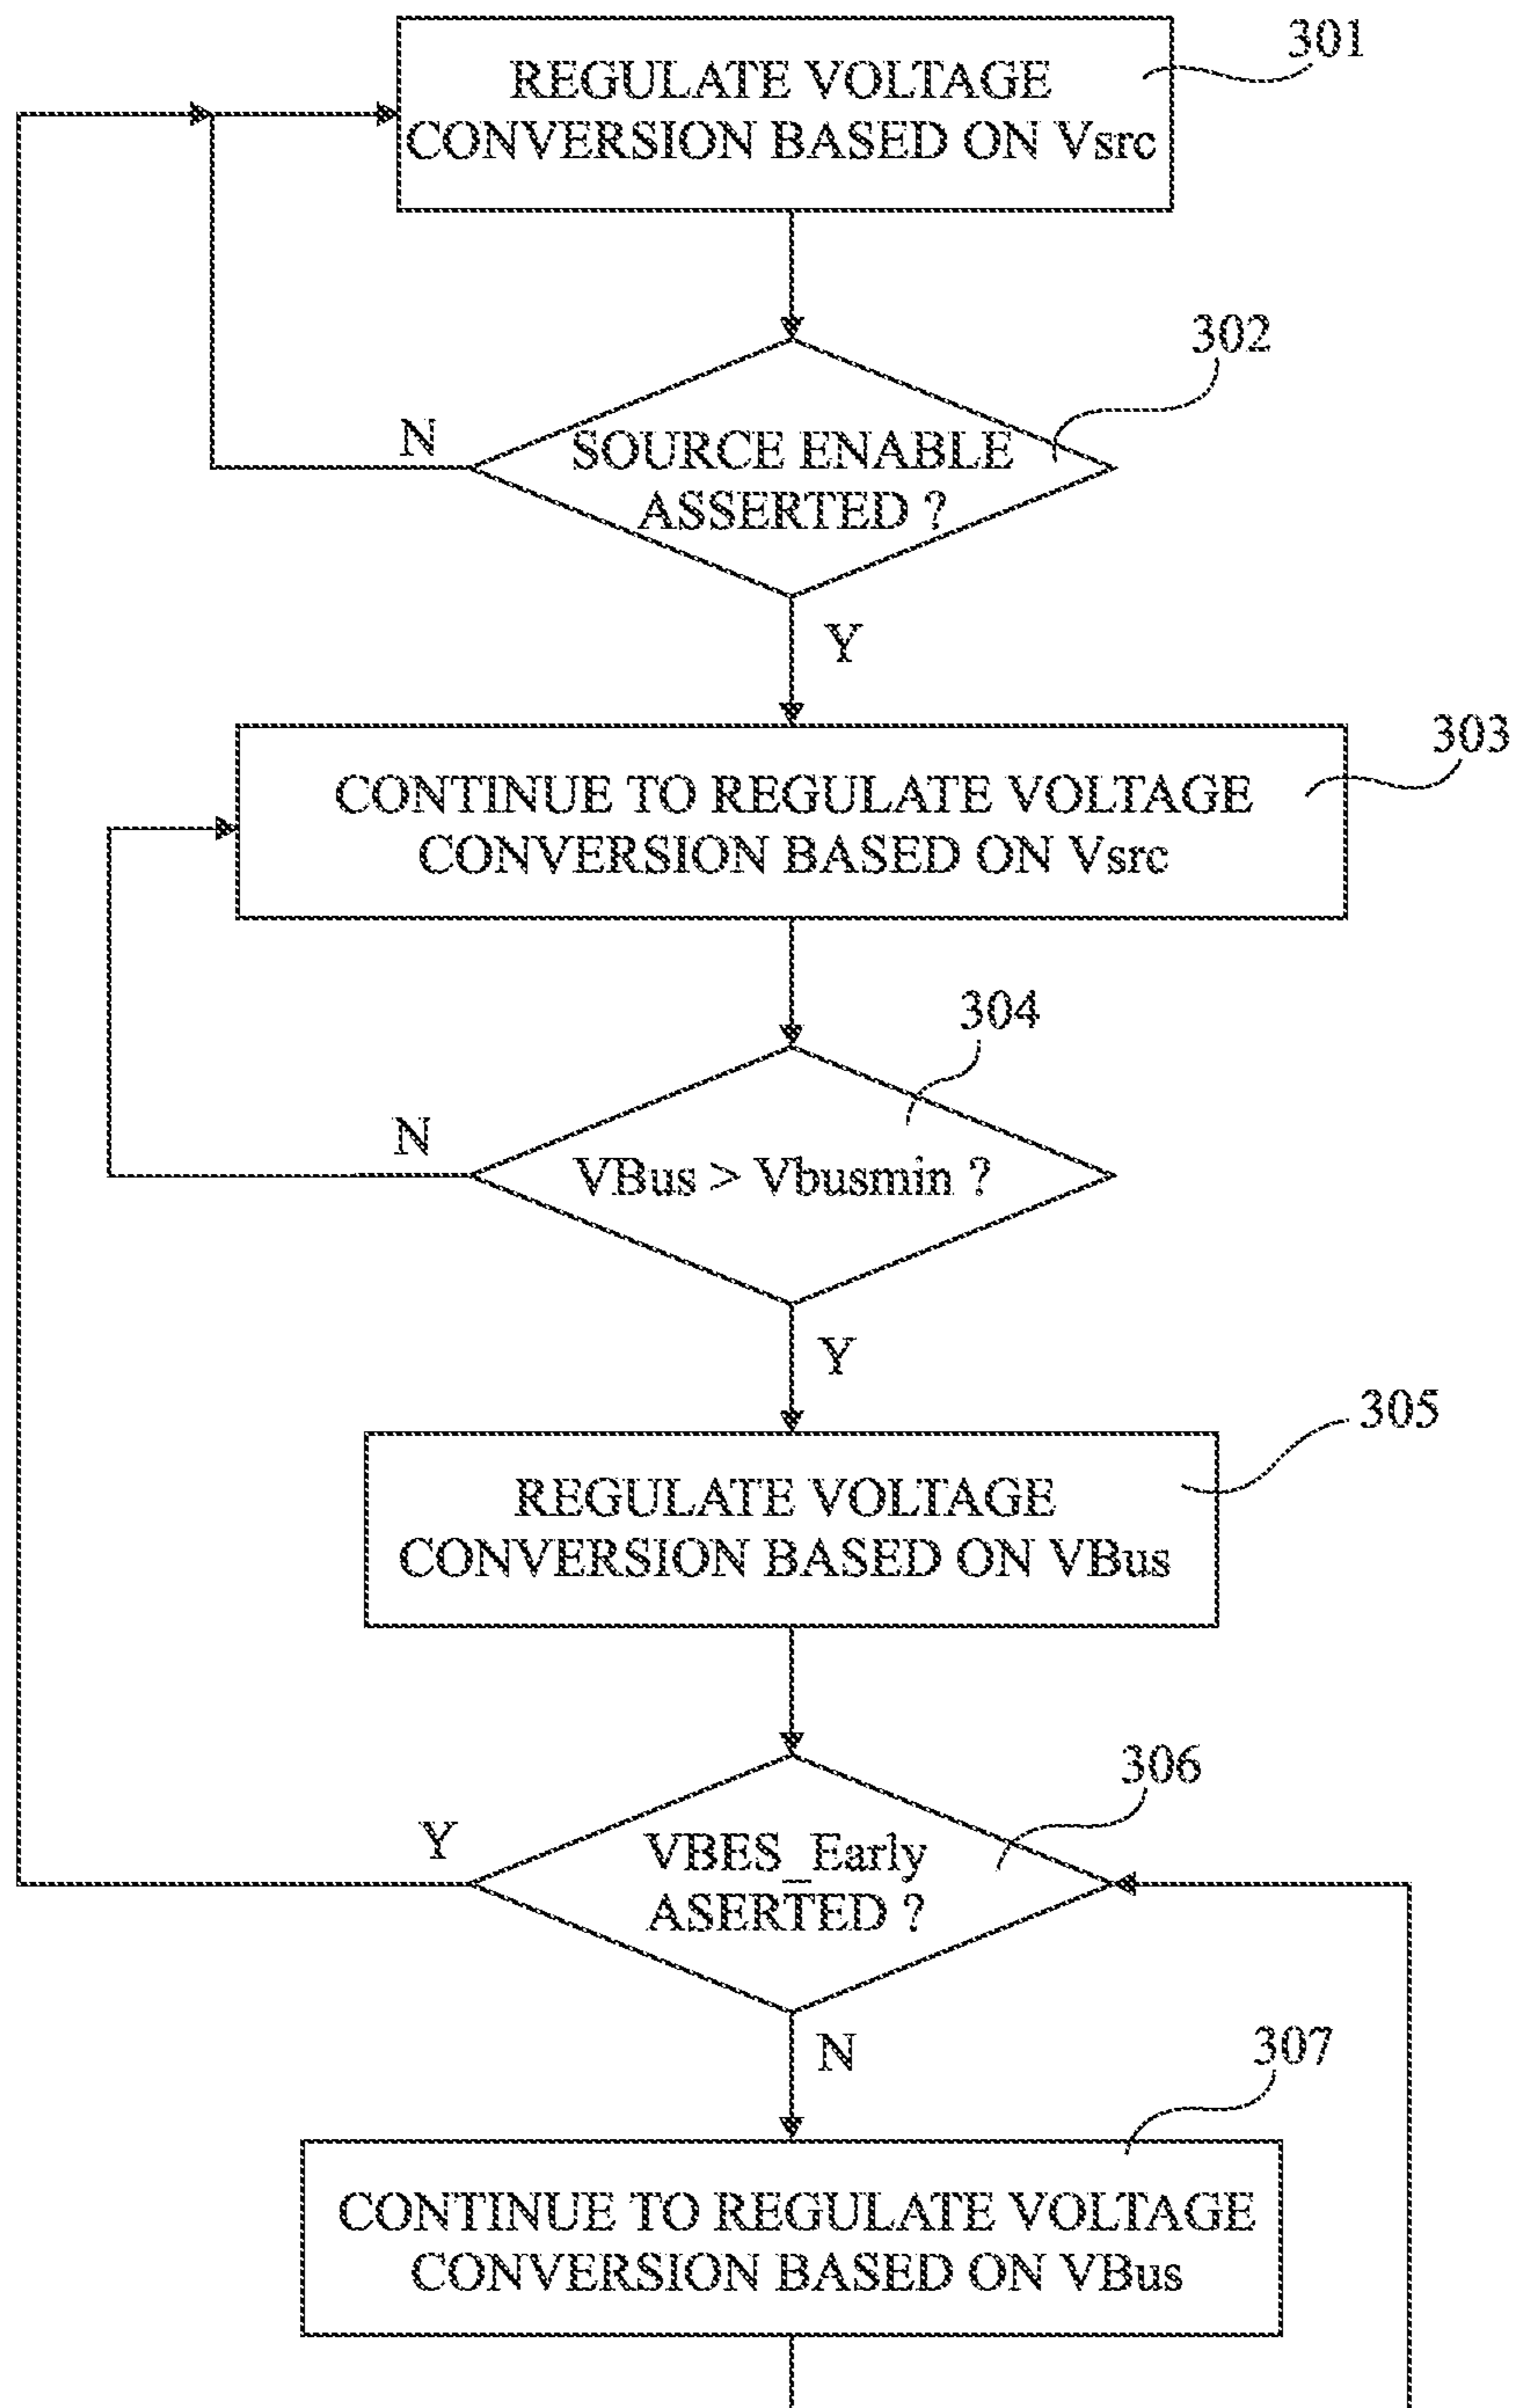 301
REGULATE VOLTAGE
CONVERSION BASED ON Vsrc
302
N
SOURCE ENABLE
ASSERTED ?
Y
303
CONTINUE TO REGULATE VOLTAGE
CONVERSION BASED ON Vsrc
304
N
VBus > Vbusmin ?
Y
305
REGULATE VOLTAGE
CONVERSION BASED ON VBus
306
Y
VBES_Early
ASERTED ?
N
307
CONTINUE TO REGULATE VOLTAGE
CONVERSION BASED ON VBus